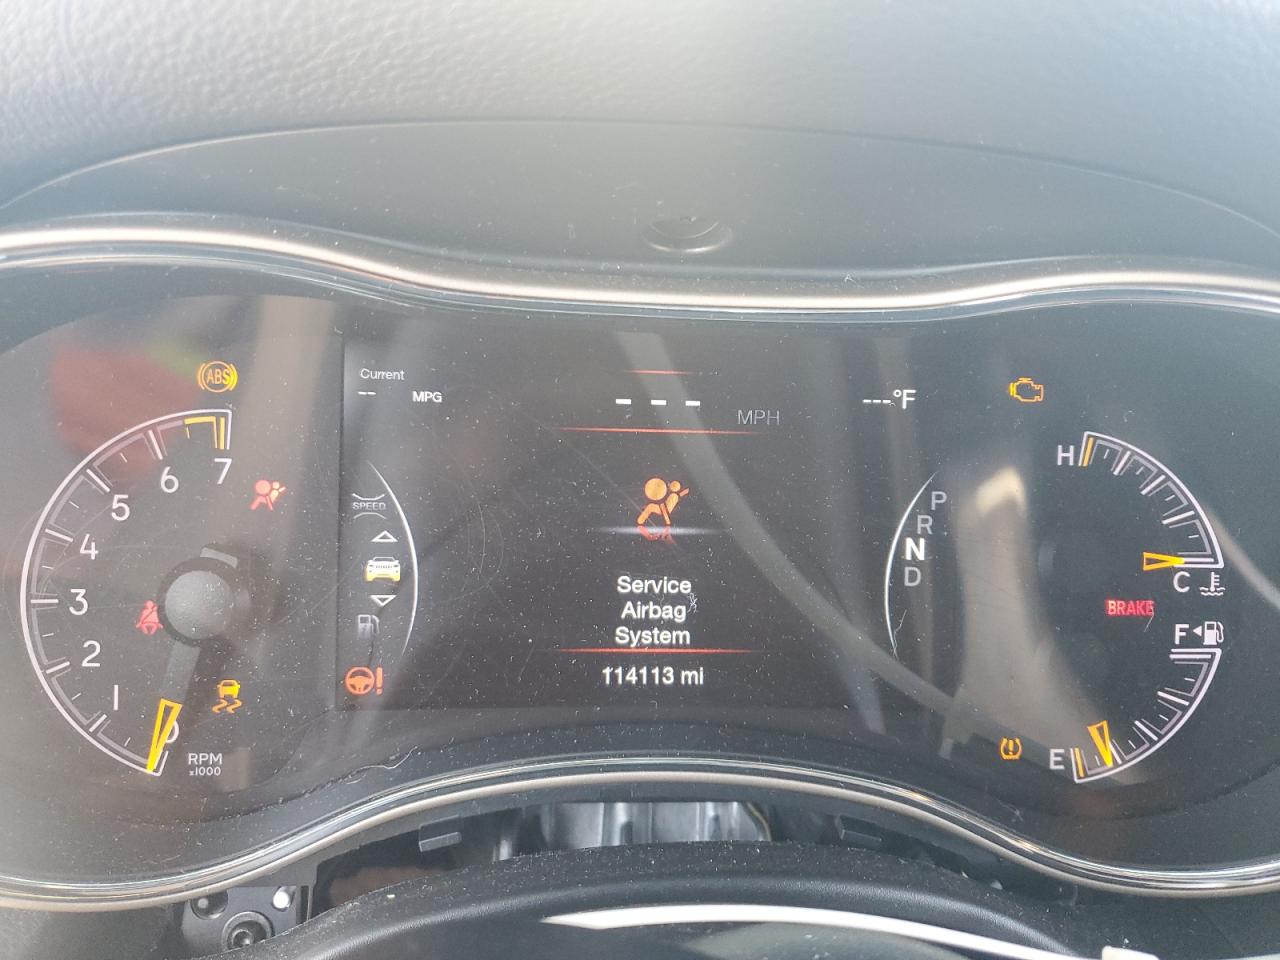 ABS
Current
-- MPG
--- MPH
---°F
7
6
5
4
3
2
1
0
RPM
x1000
SPEED
P
R
N
D
H
C
BRAKE
F
E
Service
Airbag
System
114113 mi